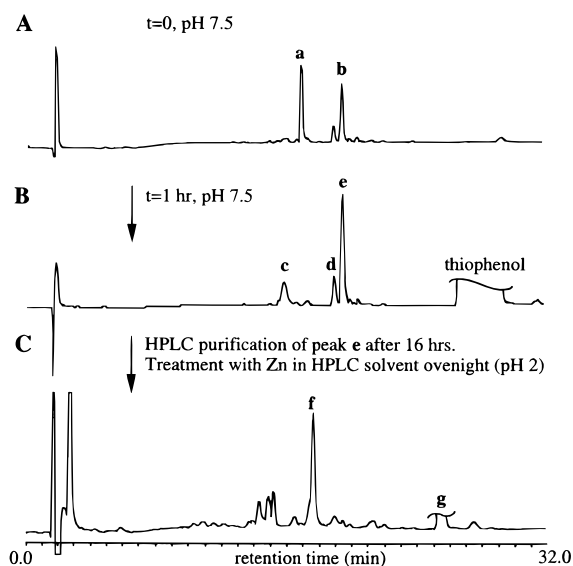 A
t=0, pH 7.5
a
b
B
t=1 hr, pH 7.5
e
c
d
thiophenol
C
HPLC purification of peak e after 16 hrs.
Treatment with Zn in HPLC solvent ovenight (pH 2)
f
g
0.0
retention time (min)
32.0